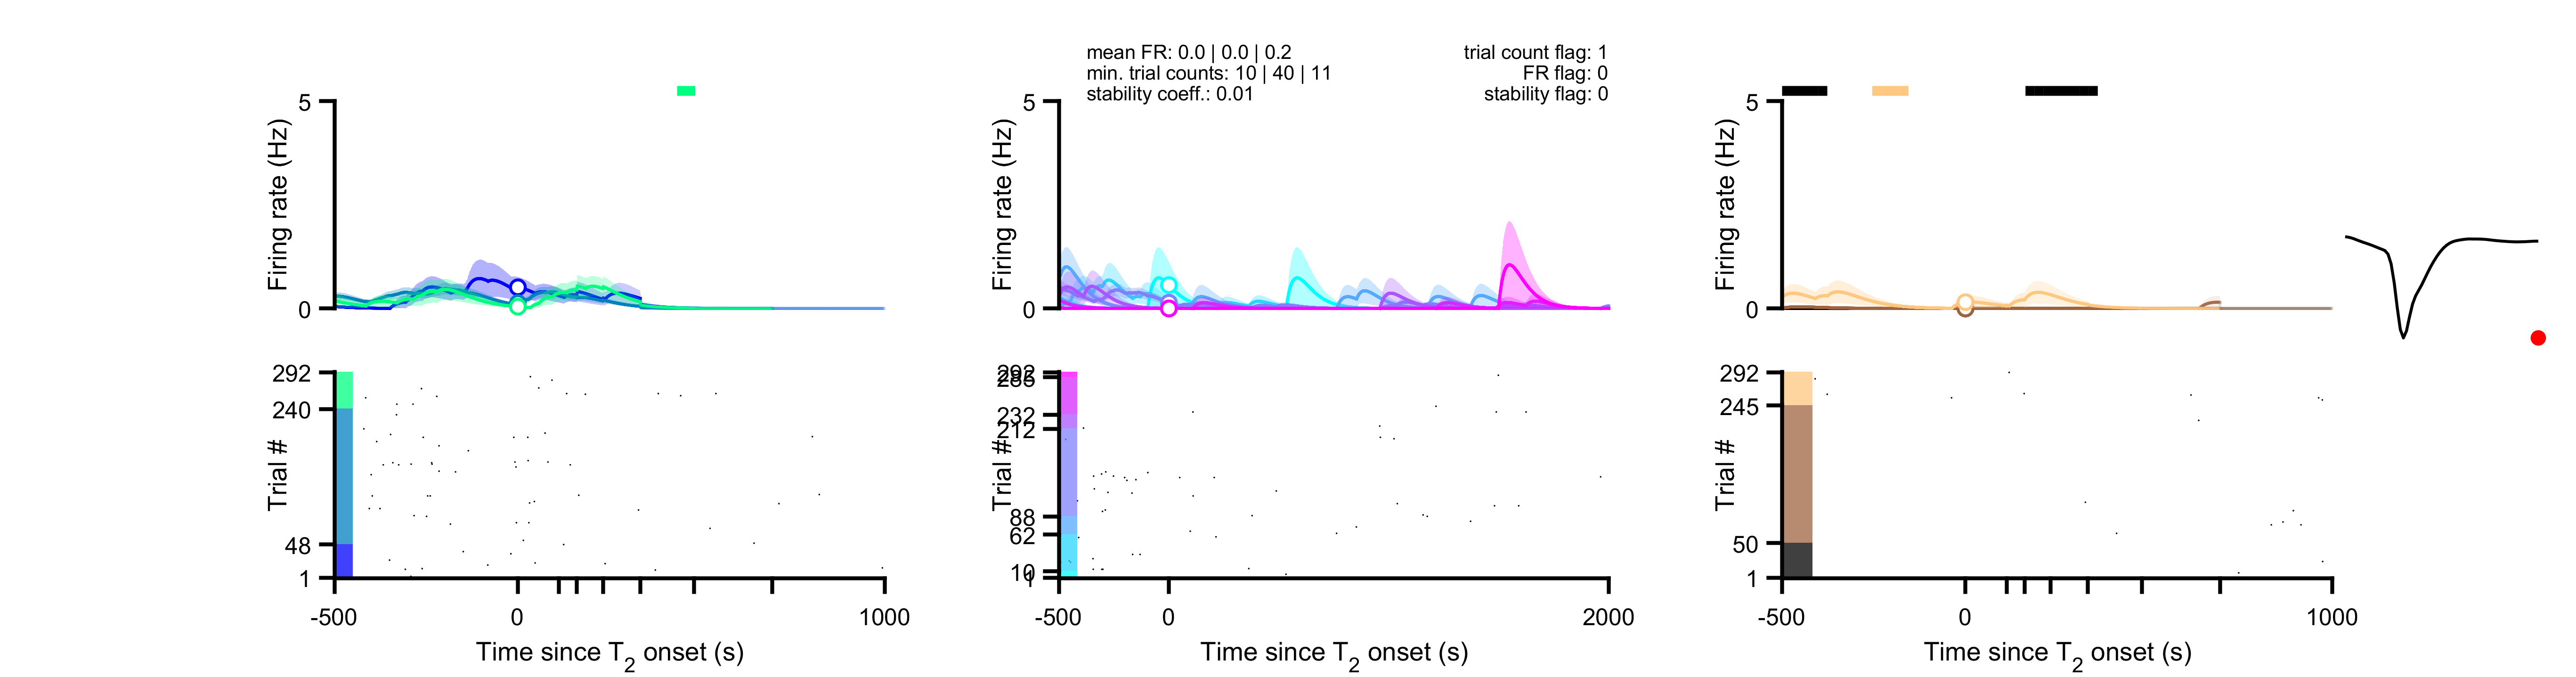 mean FR: 0.0 | 0.0 | 0.2
min. trial counts: 10 | 40 | 11
stability coeff.: 0.01
trial count flag: 1
FR flag: 0
stability flag: 0
5
0
Firing rate (Hz)
292
240
48
1
Trial #
-500
0
1000
Time since T2 onset (s)
5
0
Firing rate (Hz)
292
232
212
88
62
10
Trial #
-500
0
2000
Time since T2 onset (s)
5
0
Firing rate (Hz)
292
245
50
1
Trial #
-500
0
1000
Time since T2 onset (s)